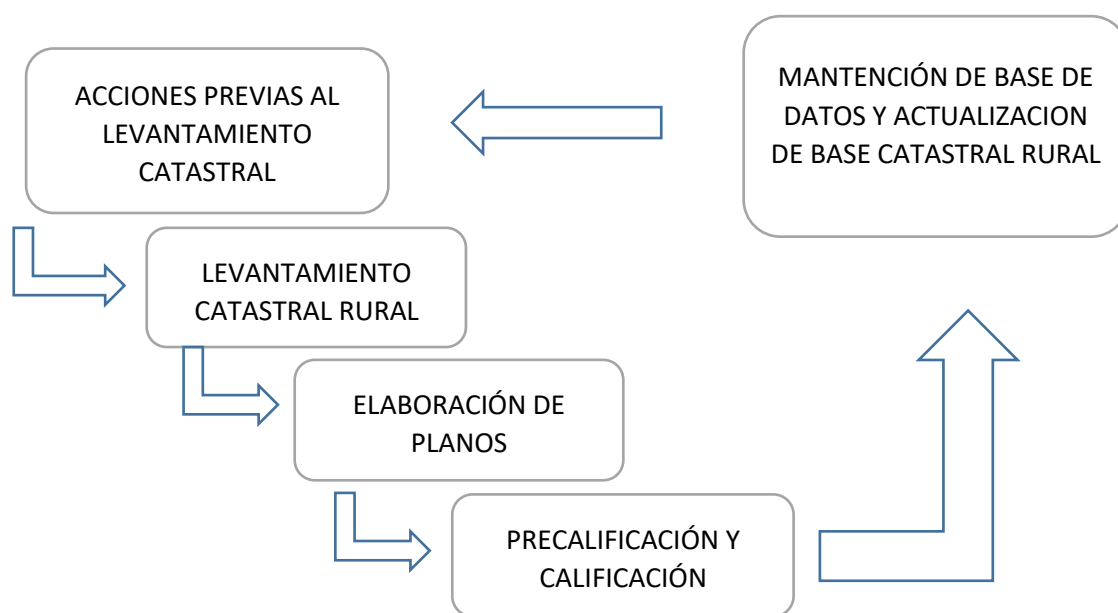 ACCIONES PREVIAS AL
LEVANTAMIENTO
CATASTRAL
MANTENCIÓN DE BASE DE
DATOS Y ACTUALIZACION
DE BASE CATASTRAL RURAL
LEVANTAMIENTO
CATASTRAL RURAL
ELABORACIÓN DE
PLANOS
PRECALIFICACIÓN Y
CALIFICACIÓN